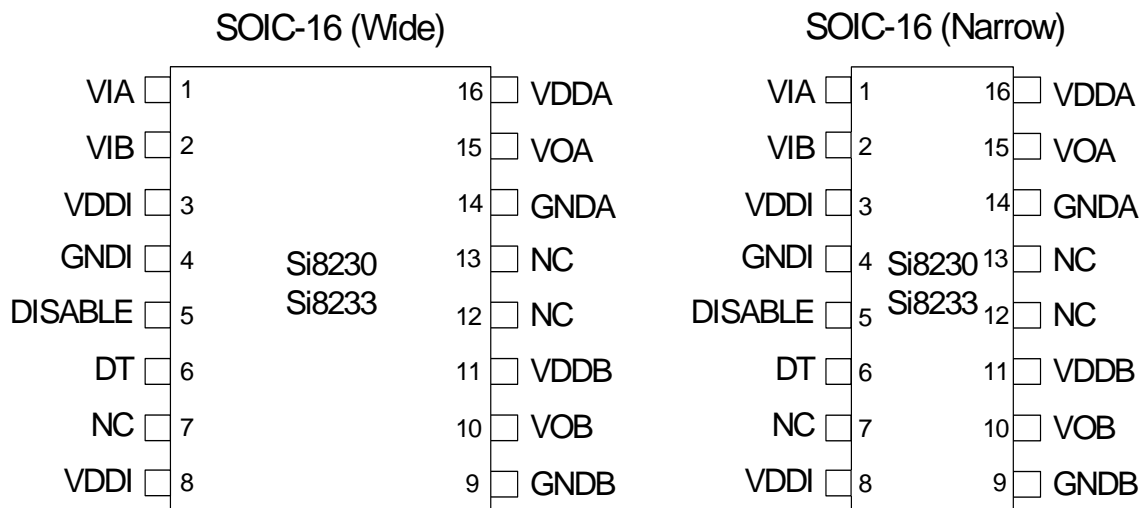 SOIC-16 (Wide)
VIA 1 16 VDDA
VIB 2 15 VOA
VDDI 3 14 GNDA
GNDI 4 13 NC
Si8230
Si8233
DISABLE 5 12 NC
DT 6 11 VDDB
NC 7 10 VOB
VDDI 8 9 GNDB
SOIC-16 (Narrow)
VIA 1 16 VDDA
VIB 2 15 VOA
VDDI 3 14 GNDA
GNDI 4 13 NC
Si8230
Si8233
DISABLE 5 12 NC
DT 6 11 VDDB
NC 7 10 VOB
VDDI 8 9 GNDB